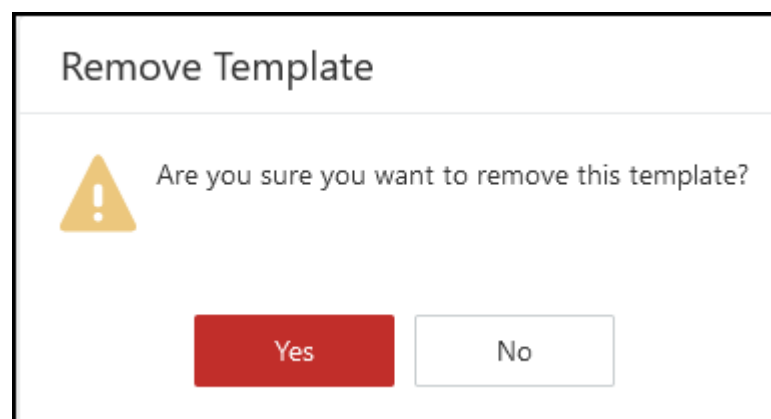 Remove Template
Are you sure you want to remove this template?
Yes
No